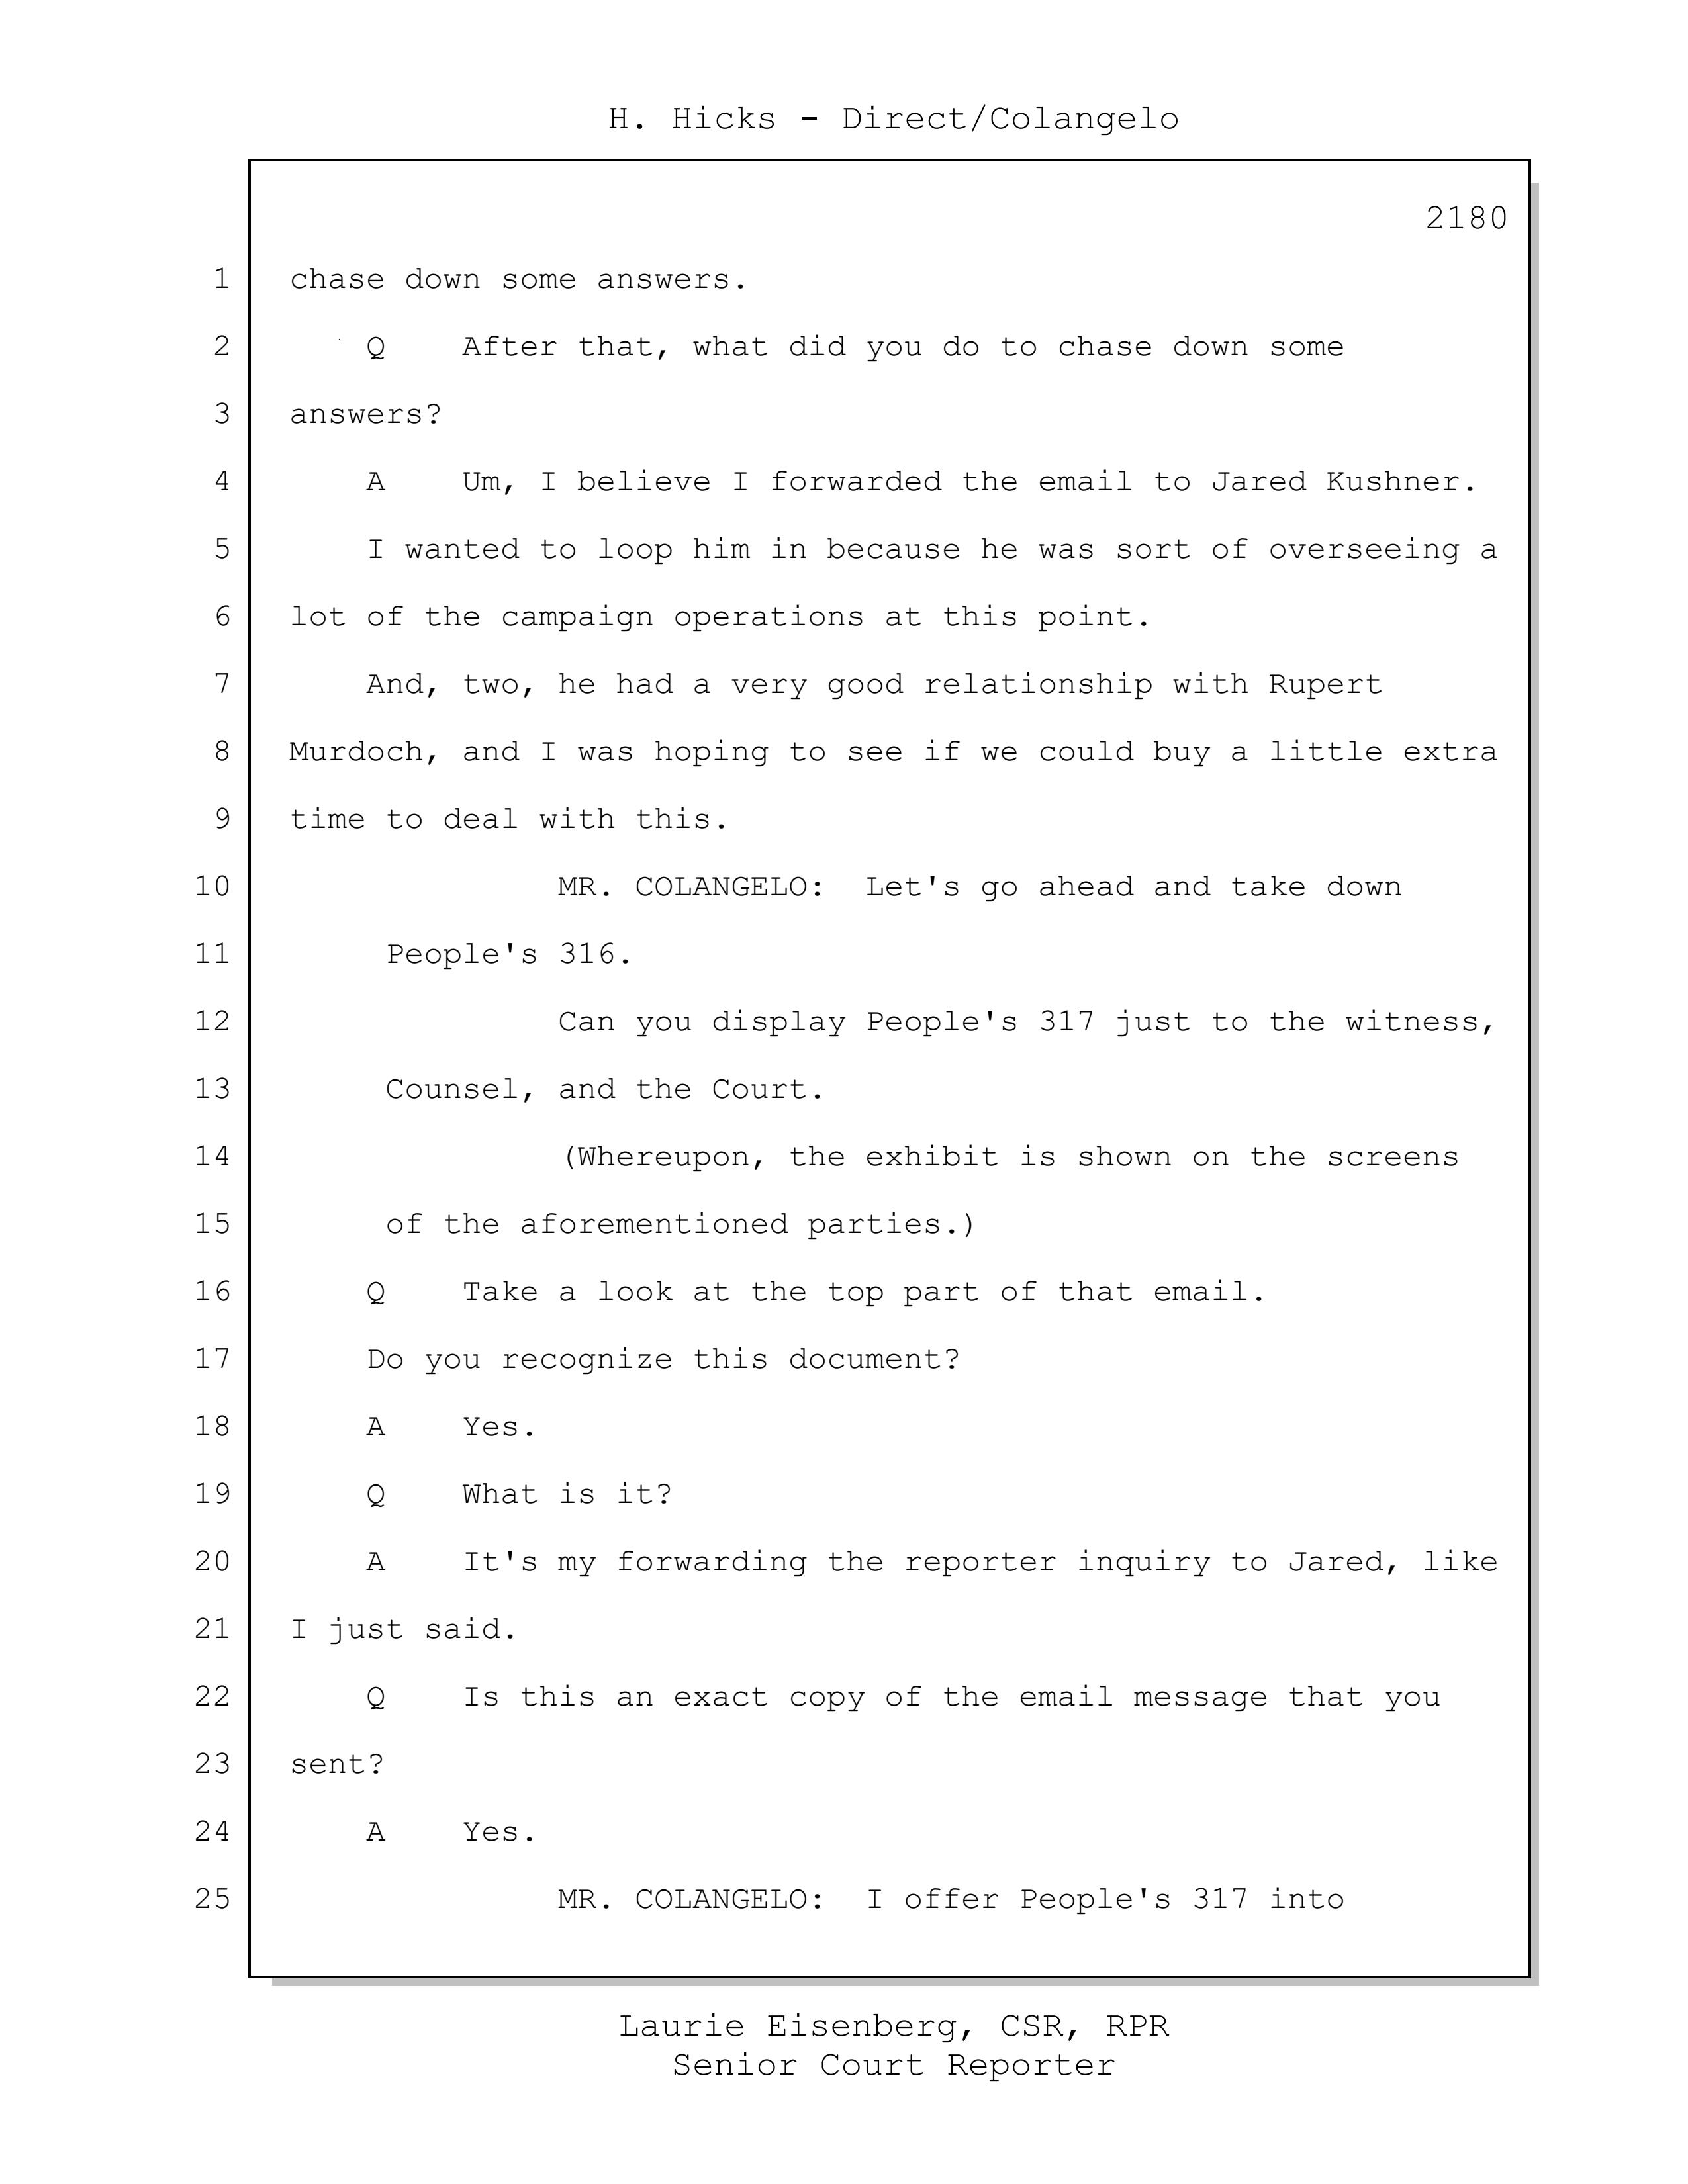 H. Hicks - Direct/Colangelo
2180
1 chase down some answers.
2 Q After that, what did you do to chase down some
3 answers?
4 A Um, I believe I forwarded the email to Jared Kushner.
5 I wanted to loop him in because he was sort of overseeing a
6 lot of the campaign operations at this point.
7 And, two, he had a very good relationship with Rupert
8 Murdoch, and I was hoping to see if we could buy a little extra
9 time to deal with this.
10 MR. COLANGELO: Let's go ahead and take down
11 People's 316.
12 Can you display People's 317 just to the witness,
13 Counsel, and the Court.
14 (Whereupon, the exhibit is shown on the screens
15 of the aforementioned parties.)
16 Q Take a look at the top part of that email.
17 Do you recognize this document?
18 A Yes.
19 Q What is it?
20 A It's my forwarding the reporter inquiry to Jared, like
21 I just said.
22 Q Is this an exact copy of the email message that you
23 sent?
24 A Yes.
25 MR. COLANGELO: I offer People's 317 into
Laurie Eisenberg, CSR, RPR
Senior Court Reporter